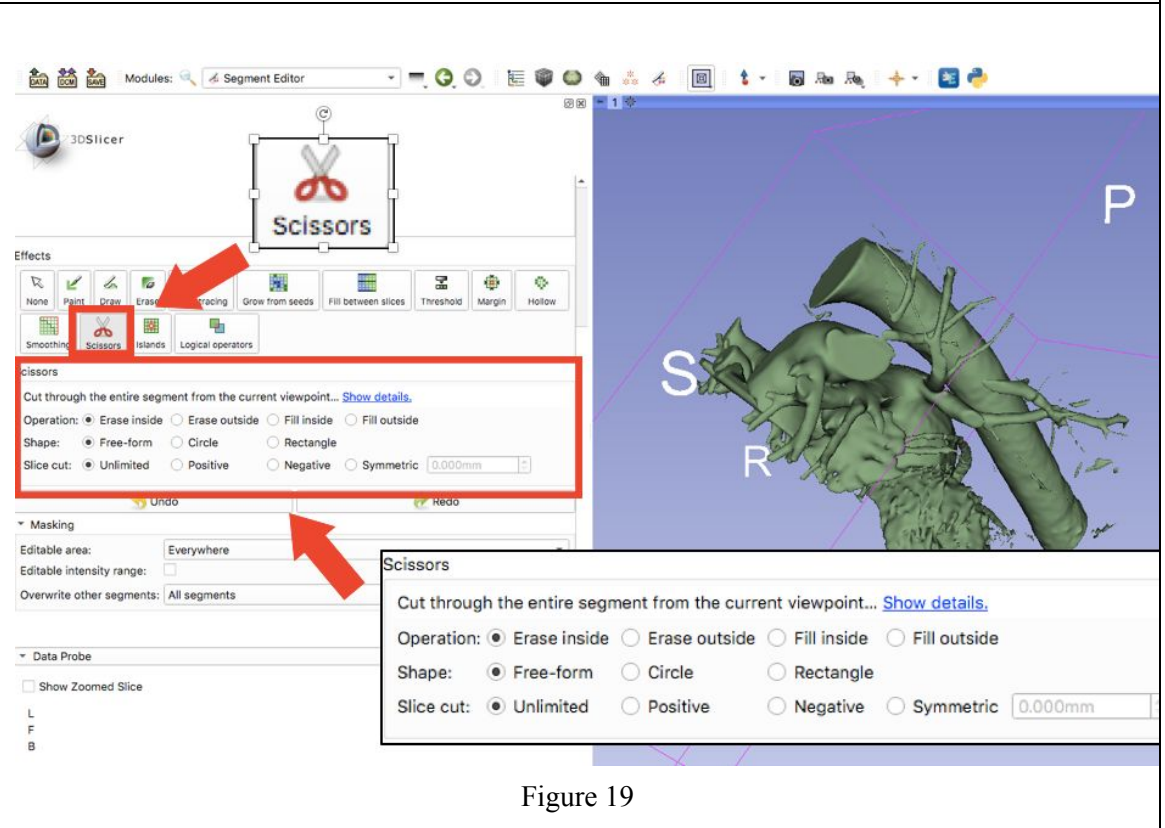 DATA DCM SAVE Modules: Segment Editor
1
3DSlicer
Scissors
P
S
R
Effects
None Paint Draw Erase tracing Grow from seeds Fill between slices Threshold Margin Hollow
Smoothing Scissors Islands Logical operators
cissors
Cut through the entire segment from the current viewpoint... Show details.
Operation: Erase inside Erase outside Fill inside Fill outside
Shape: Free-form Circle Rectangle
Slice cut: Unlimited Positive Negative Symmetric 0.000mm
Undo Redo
Masking
Editable area: Everywhere
Editable intensity range:
Overwrite other segments: All segments
Data Probe
Show Zoomed Slice
L
F
B
Scissors
Cut through the entire segment from the current viewpoint... Show details.
Operation: Erase inside Erase outside Fill inside Fill outside
Shape: Free-form Circle Rectangle
Slice cut: Unlimited Positive Negative Symmetric 0.000mm
Figure 19